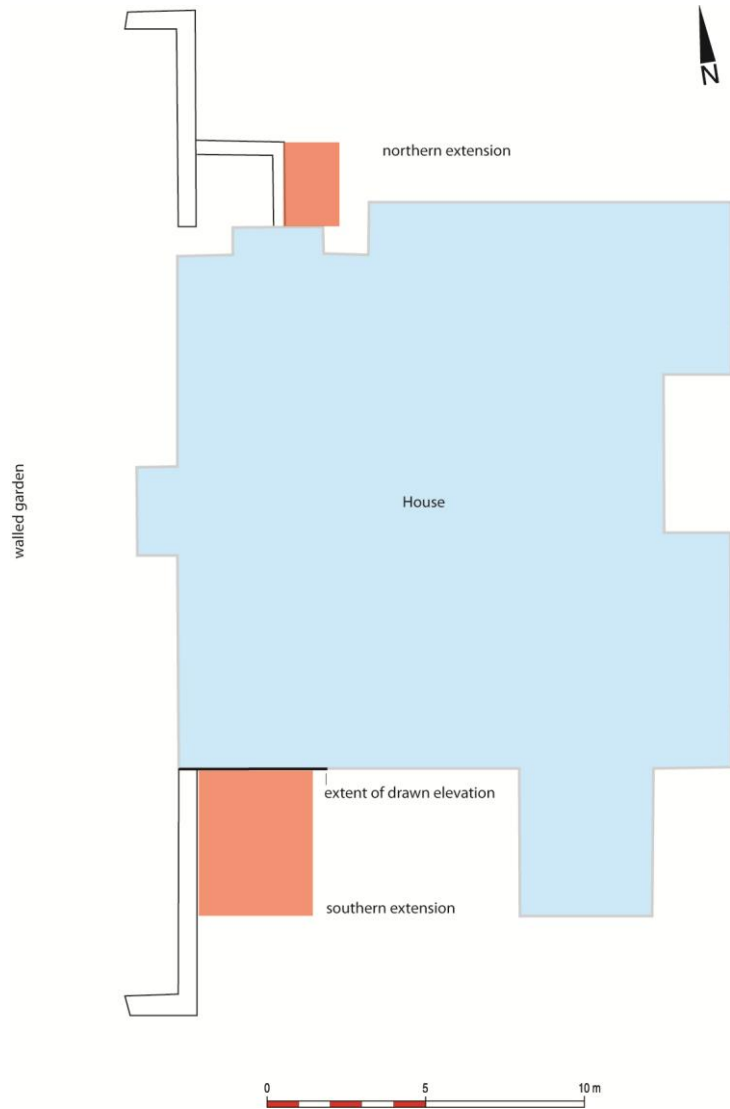 N
northern extension
walled garden
House
extent of drawn elevation
southern extension
0 5 10 m